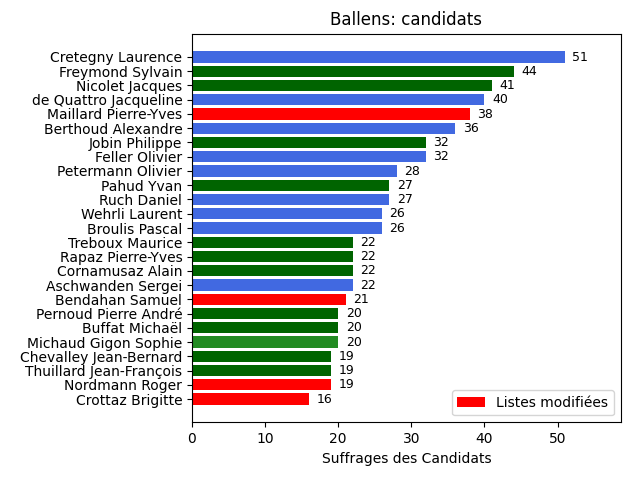 Ballens: candidats
Cretegny Laurence 51
Freymond Sylvain 44
Nicolet Jacques 41
de Quattro Jacqueline 40
Maillard Pierre-Yves 38
Berthoud Alexandre 36
Jobin Philippe 32
Feller Olivier 32
Petermann Olivier 28
Pahud Yvan 27
Ruch Daniel 27
Wehrli Laurent 26
Broulis Pascal 26
Treboux Maurice 22
Rapaz Pierre-Yves 22
Cornamusaz Alain 22
Aschwanden Sergei 22
Bendahan Samuel 21
Pernoud Pierre André 20
Buffat Michaël 20
Michaud Gigon Sophie 20
Chevalley Jean-Bernard 19
Thuillard Jean-François 19
Nordmann Roger 19
Crottaz Brigitte 16
Listes modifiées
0 10 20 30 40 50
Suffrages des Candidats